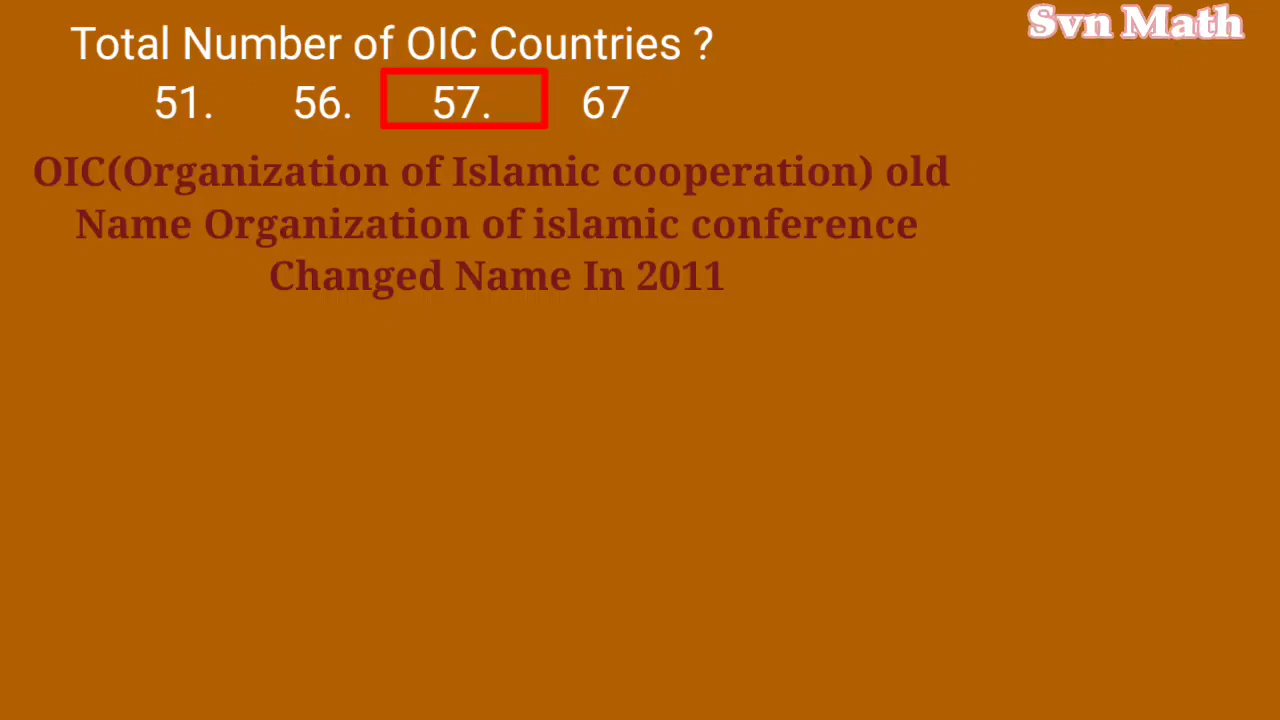 Svn Math
Total Number of OIC Countries ?
51. 56. 57. 67
OIC(Organization of Islamic cooperation) old
Name Organization of islamic conference
Changed Name In 2011